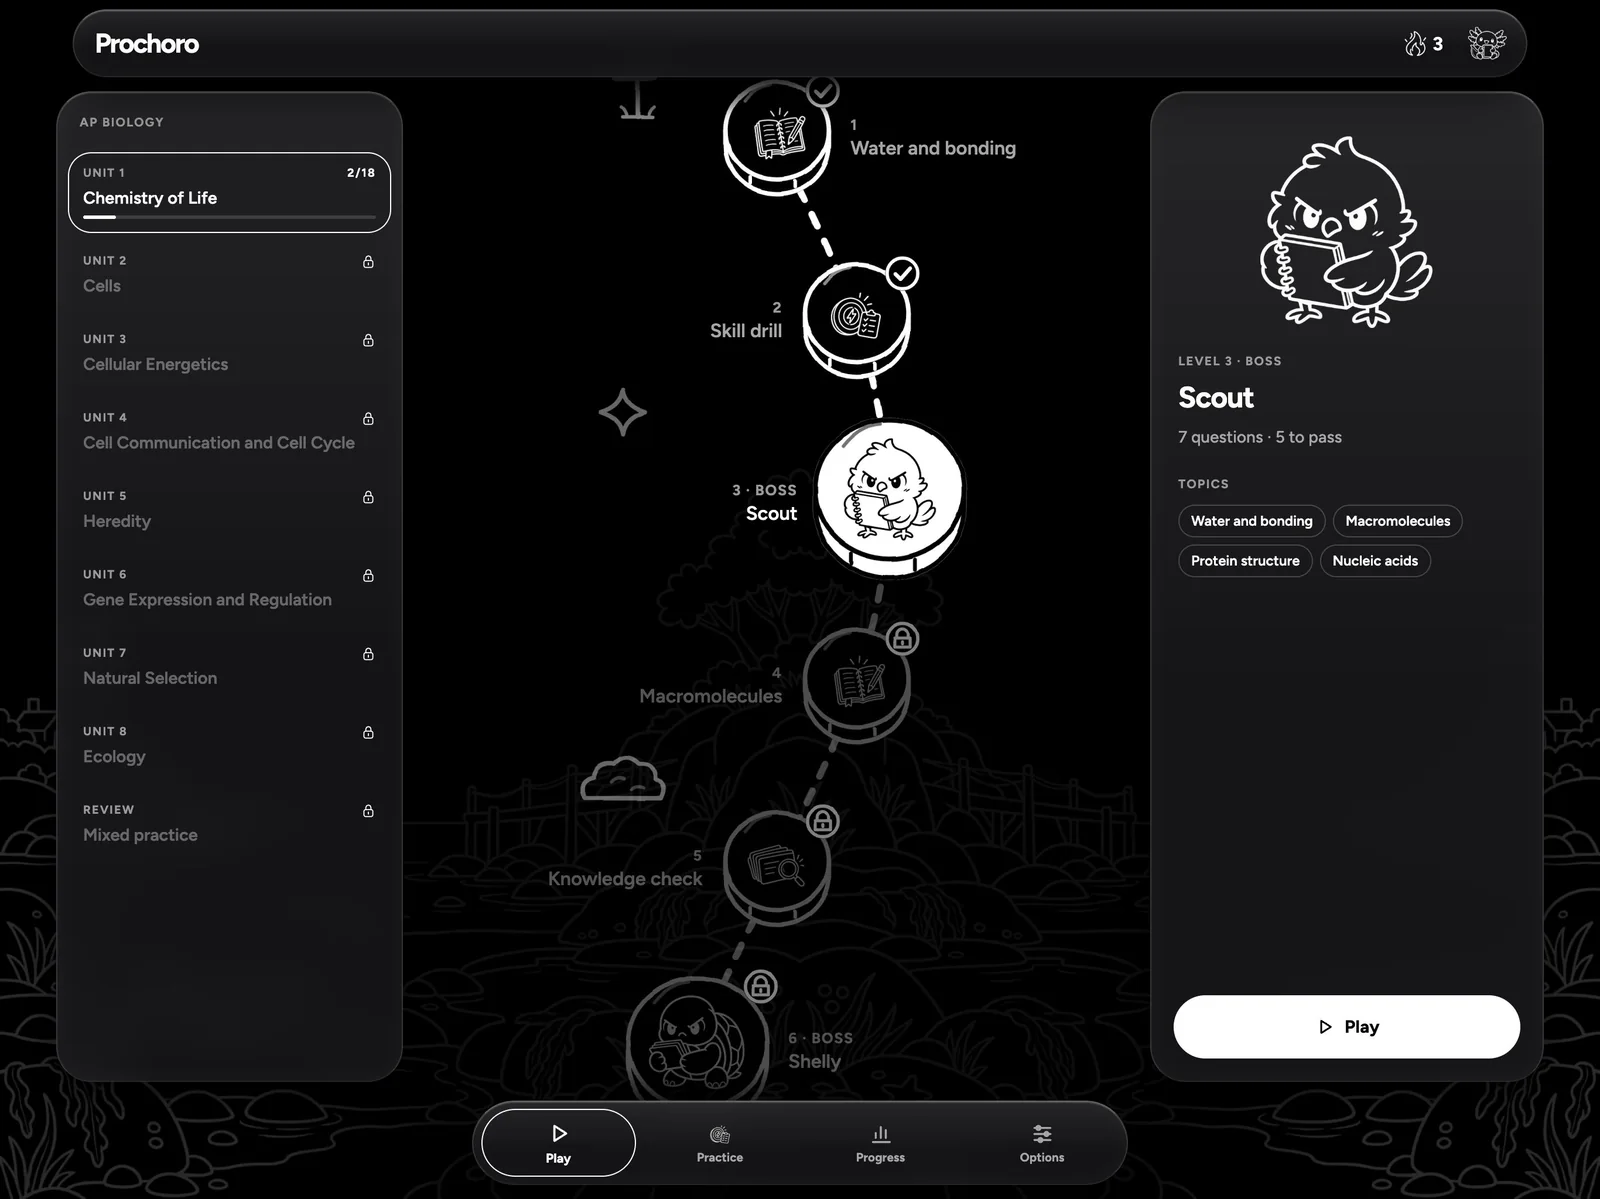 Prochoro
3
AP BIOLOGY
UNIT 1
2/18
Chemistry of Life
UNIT 2
Cells
UNIT 3
Cellular Energetics
UNIT 4
Cell Communication and Cell Cycle
UNIT 5
Heredity
UNIT 6
Gene Expression and Regulation
UNIT 7
Natural Selection
UNIT 8
Ecology
REVIEW
Mixed practice
1
Water and bonding
2
Skill drill
3 · BOSS
Scout
4
Macromolecules
5
Knowledge check
6 · BOSS
Shelly
LEVEL 3 · BOSS
Scout
7 questions · 5 to pass
TOPICS
Water and bonding
Macromolecules
Protein structure
Nucleic acids
Play
Play
Practice
Progress
Options